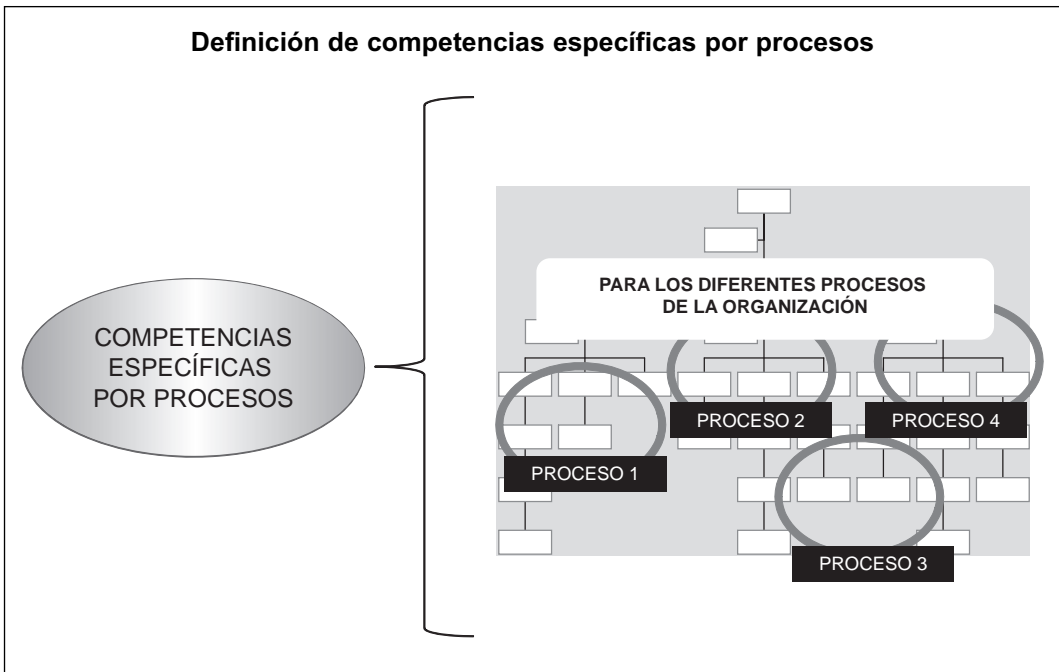 Definición de competencias específicas por procesos
COMPETENCIAS
ESPECÍFICAS
POR PROCESOS
PARA LOS DIFERENTES PROCESOS
DE LA ORGANIZACIÓN
PROCESO 1
PROCESO 2
PROCESO 4
PROCESO 3